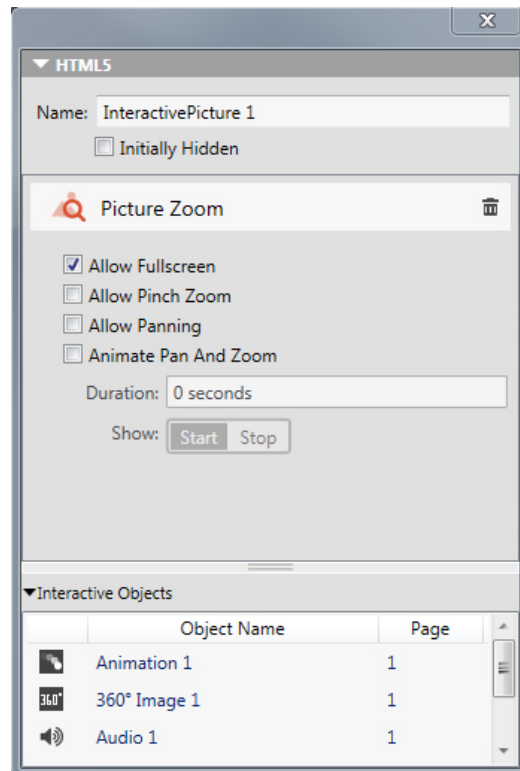 HTML5
Name: InteractivePicture 1
Initially Hidden
Picture Zoom
Allow Fullscreen
Allow Pinch Zoom
Allow Panning
Animate Pan And Zoom
Duration: 0 seconds
Show: Start Stop
Interactive Objects
Object Name Page
Animation 1 1
360° 360° Image 1 1
Audio 1 1